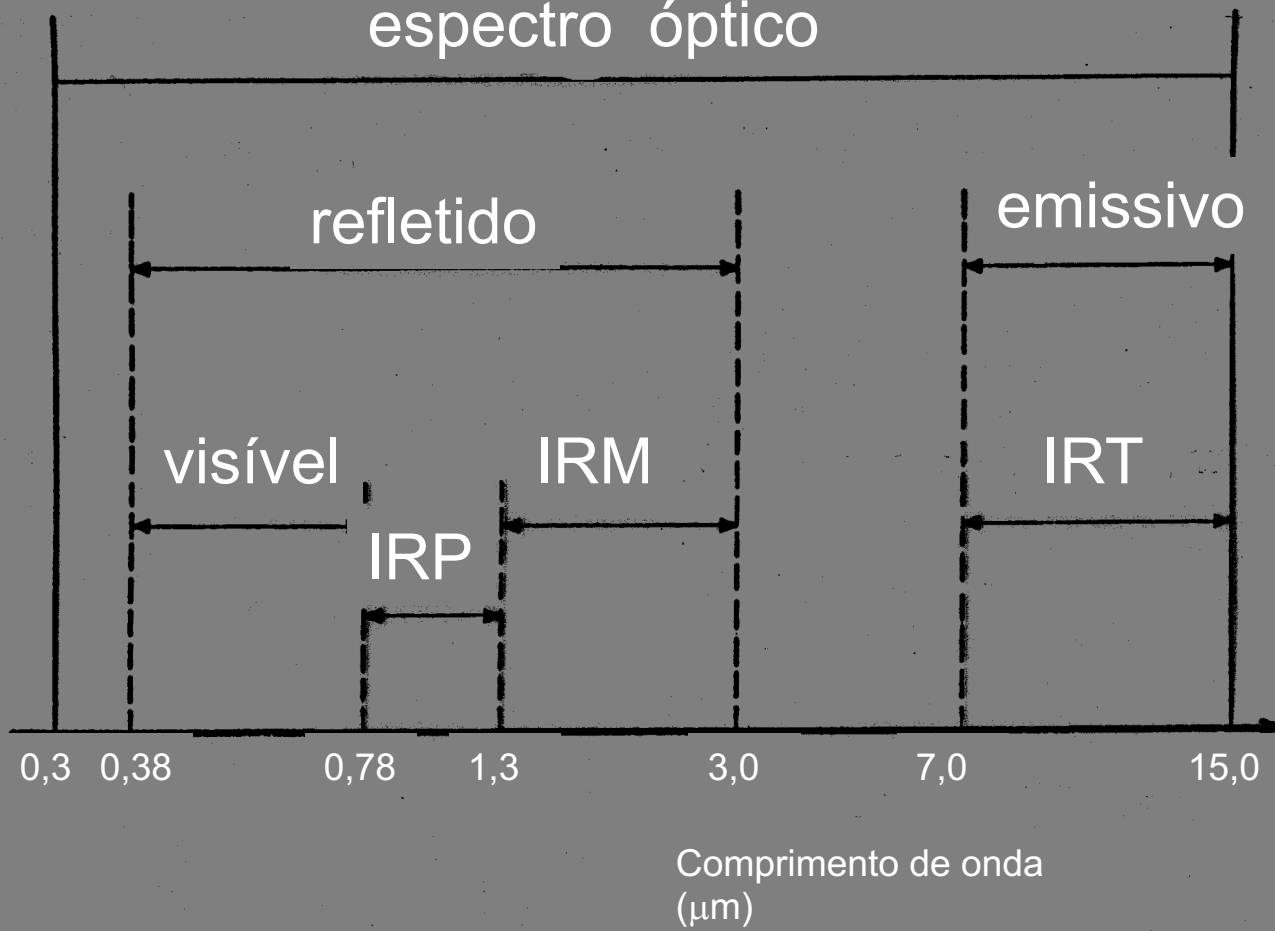 espectro óptico
refletido
emissivo
visível
IRM
IRT
IRP
0,3 0,38 0,78 1,3 3,0 7,0 15,0
Comprimento de onda
(μm)